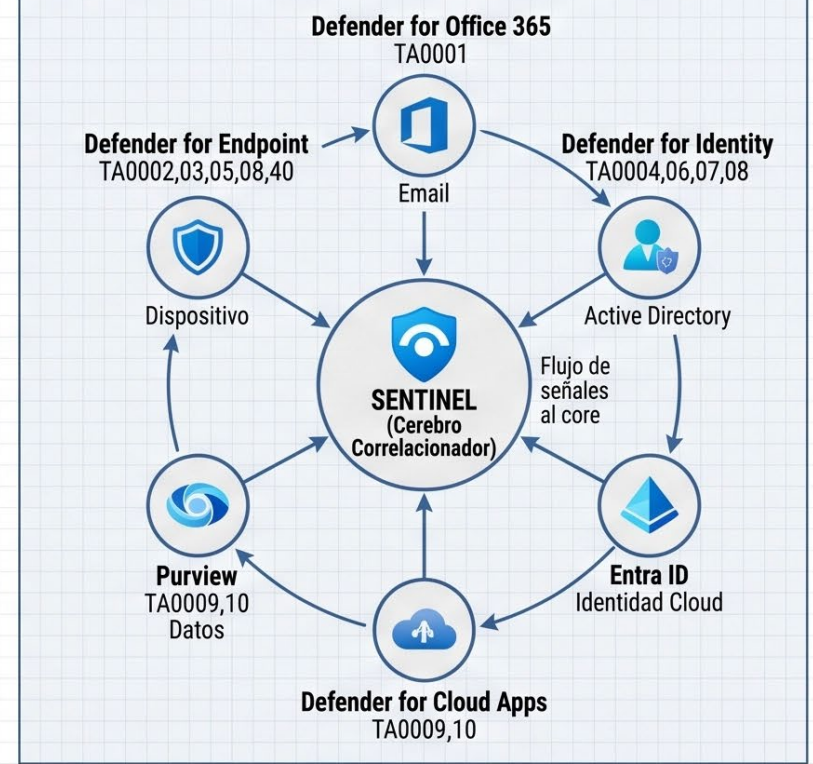 Defender for Office 365
TA0001
Email
Defender for Endpoint
TA0002,03,05,08,40
Dispositivo
Defender for Identity
TA0004,06,07,08
Active Directory
SENTINEL
(Cerebro
Correlacionador)
Flujo de
señales
al core
Purview
TA0009,10
Datos
Entra ID
Identidad Cloud
Defender for Cloud Apps
TA0009,10